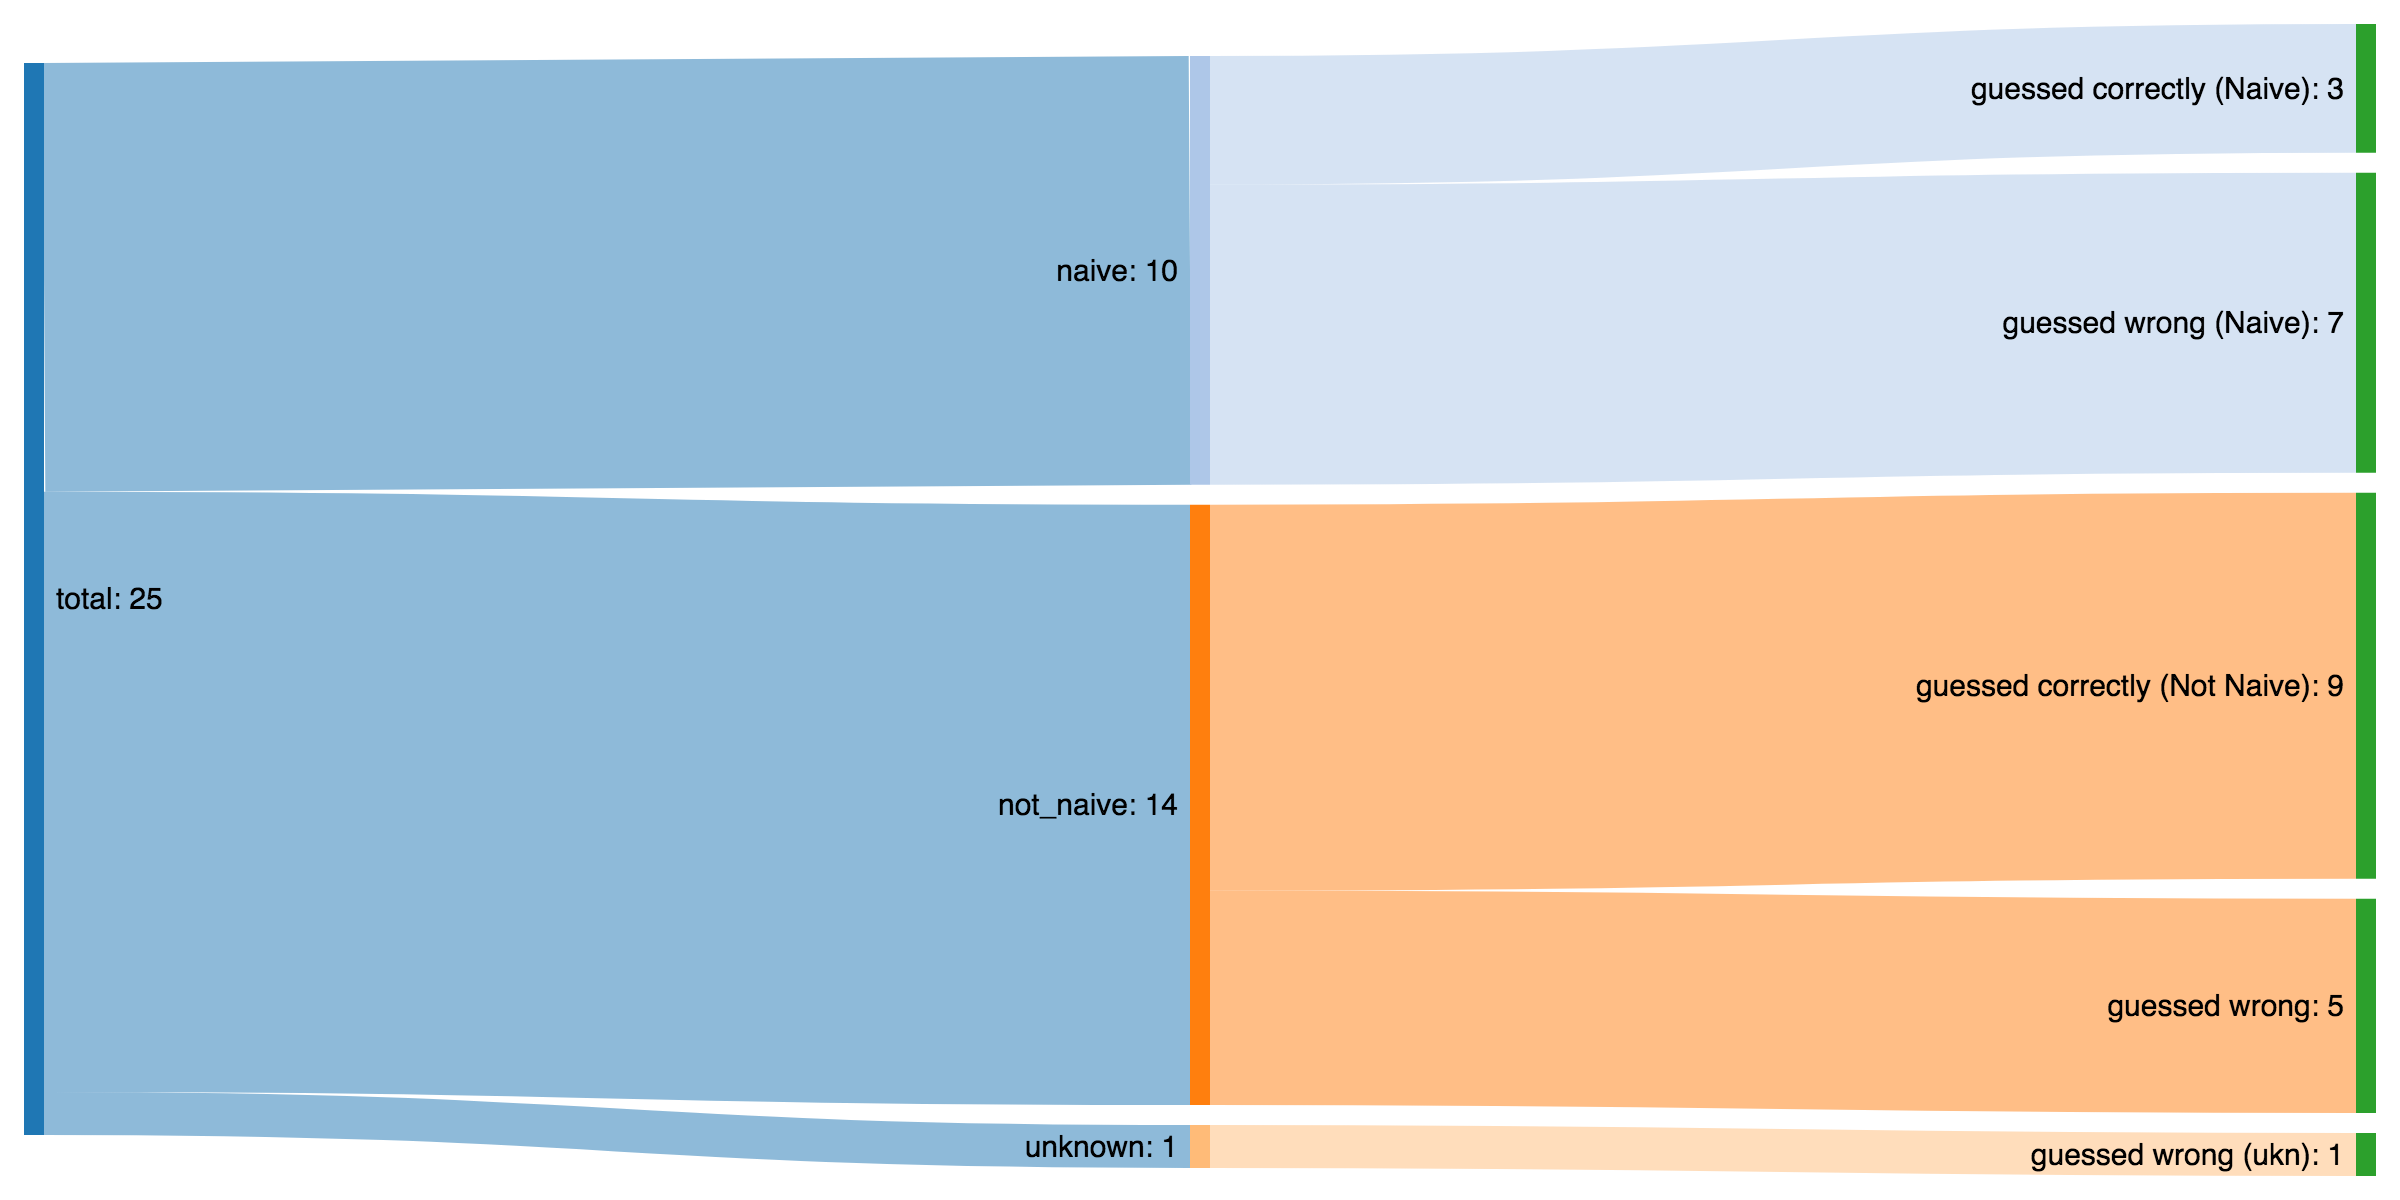 total: 25
naive: 10
not_naive: 14
unknown: 1
guessed correctly (Naive): 3
guessed wrong (Naive): 7
guessed correctly (Not Naive): 9
guessed wrong: 5
guessed wrong (ukn): 1